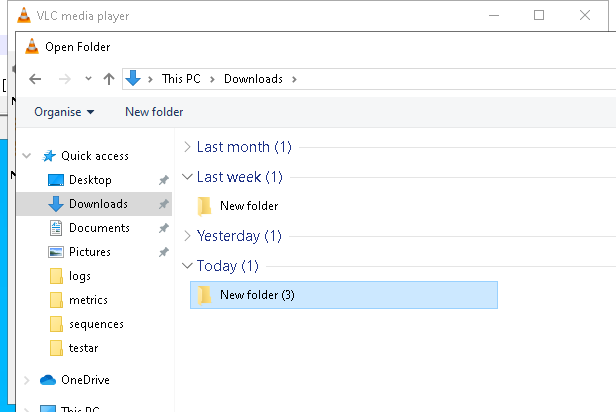 VLC media player
Open Folder
This PC > Downloads >
Organise New folder
Quick access
Desktop
Downloads
Documents
Pictures
logs
metrics
sequences
testar
OneDrive
This PC
Last month (1)
Last week (1)
New folder
Yesterday (1)
Today (1)
New folder (3)